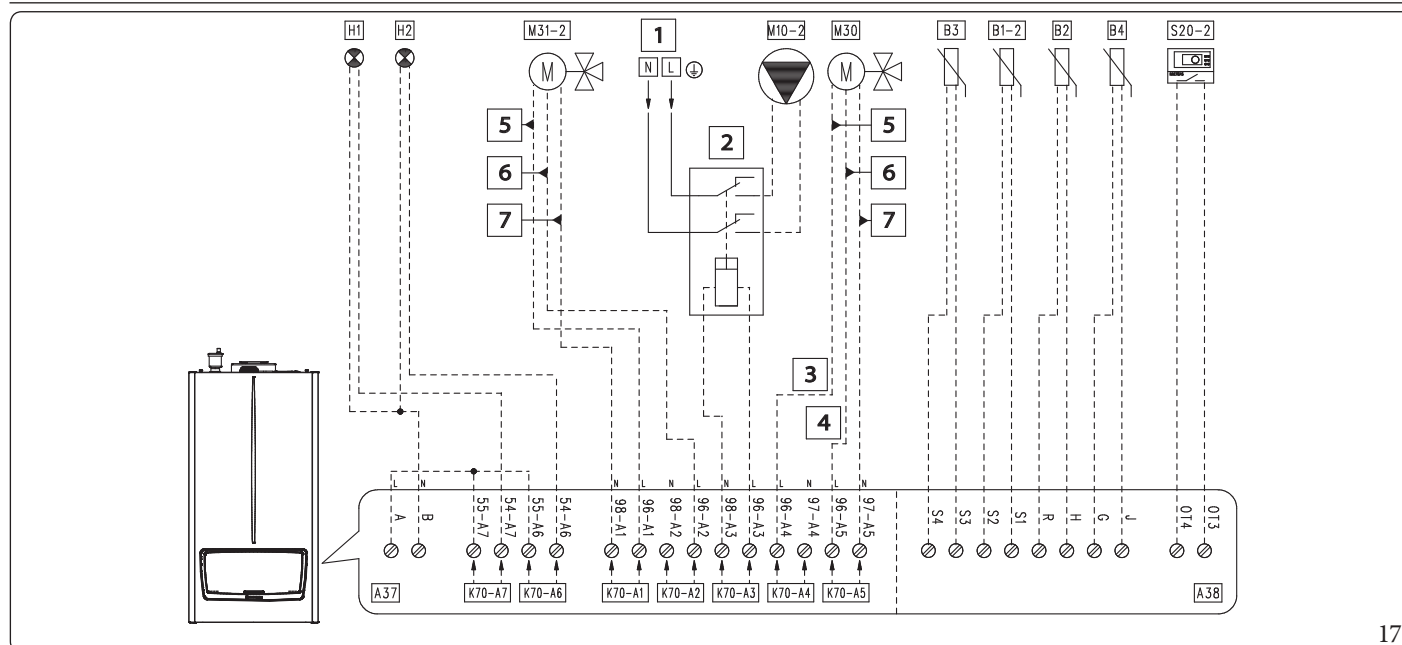 H1 H2 M31-2 1 M10-2 M30 B3 B1-2 B2 B4 S20-2
N L
M M
5 5
2
6 6
7 7
3
4
L N N L N L N L L N L N
A B 55-A7 54-A7 55-A6 54-A6 98-A1 96-A1 98-A2 96-A2 98-A3 96-A3 96-A4 97-A4 96-A5 97-A5 S4 S3 S2 S1 R H G J OT4 OT3
A37 K70-A7 K70-A6 K70-A1 K70-A2 K70-A3 K70-A4 K70-A5 A38
17